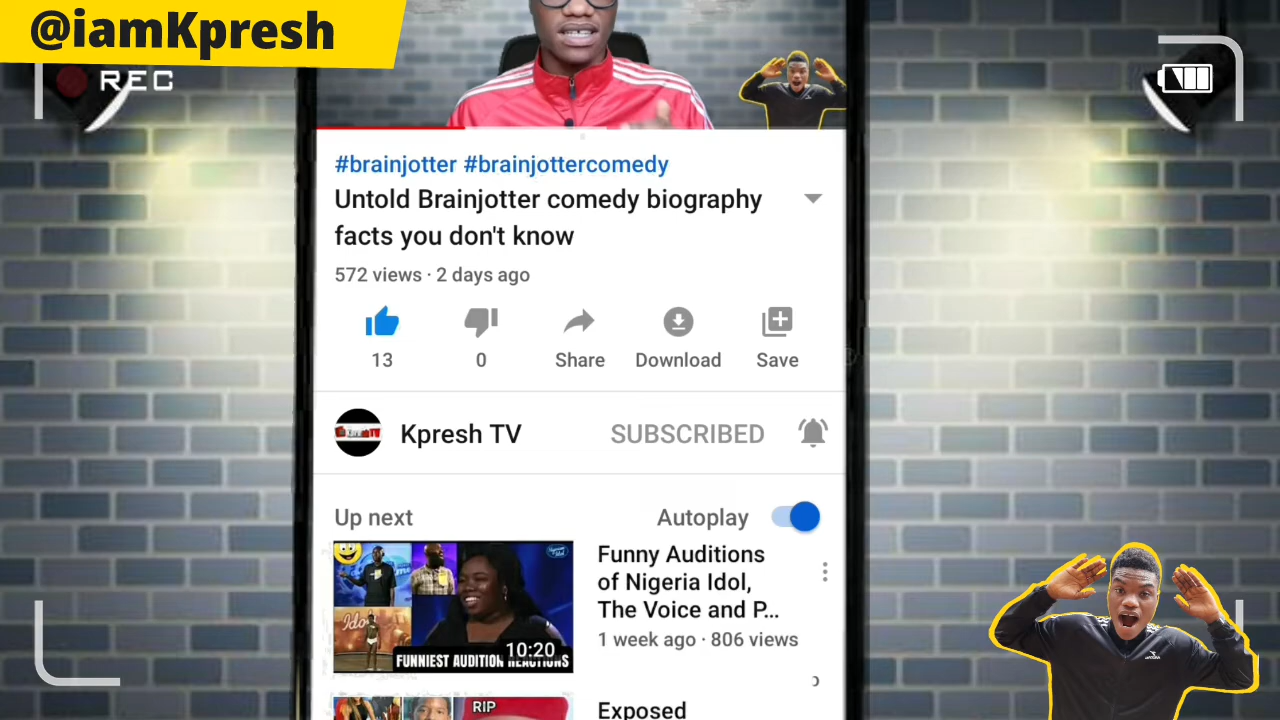 @iamKpresh
REC
#brainjotter #brainjottercomedy
Untold Brainjotter comedy biography
facts you don't know
572 views · 2 days ago
13
0
Share
Download
Save
Kpresh TV
SUBSCRIBED
Up next
Autoplay
Funny Auditions
of Nigeria Idol,
The Voice and P...
1 week ago · 806 views
Idol
10:20
FUNNIEST AUDITION REACTIONS
RIP
Exposed